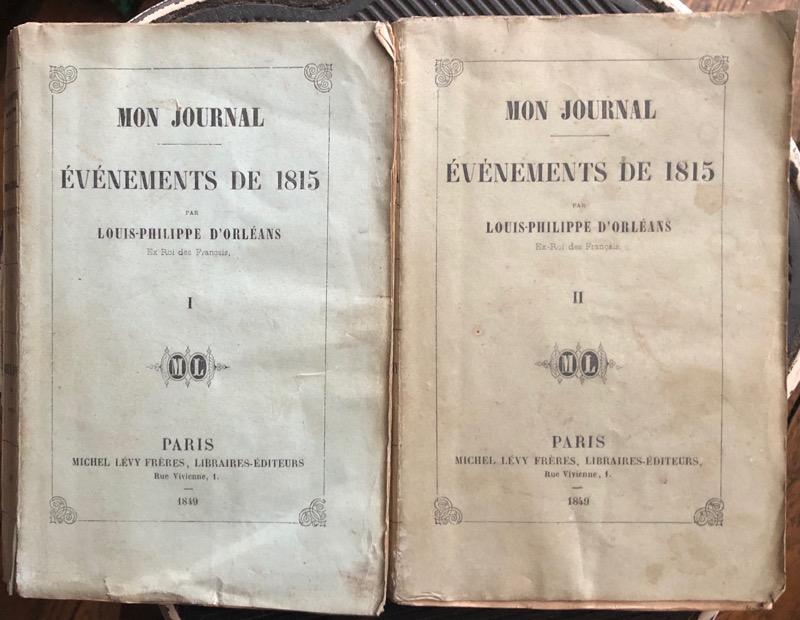 MON JOURNAL
ÉVÉNEMENTS DE 1815
PAR
LOUIS-PHILIPPE D'ORLÉANS
Ex-Roi des Français,
I
M L
PARIS
MICHEL LÉVY FRÈRES, LIBRAIRES-ÉDITEURS
Rue Vivienne, 1.
1849
MON JOURNAL
ÉVÉNEMENTS DE 1815
PAR
LOUIS-PHILIPPE D'ORLÉANS
Ex-Roi des Français.
II
M L
PARIS
MICHEL LÉVY FRÈRES, LIBRAIRES-ÉDITEURS,
Rue Vivienne, 1.
1849